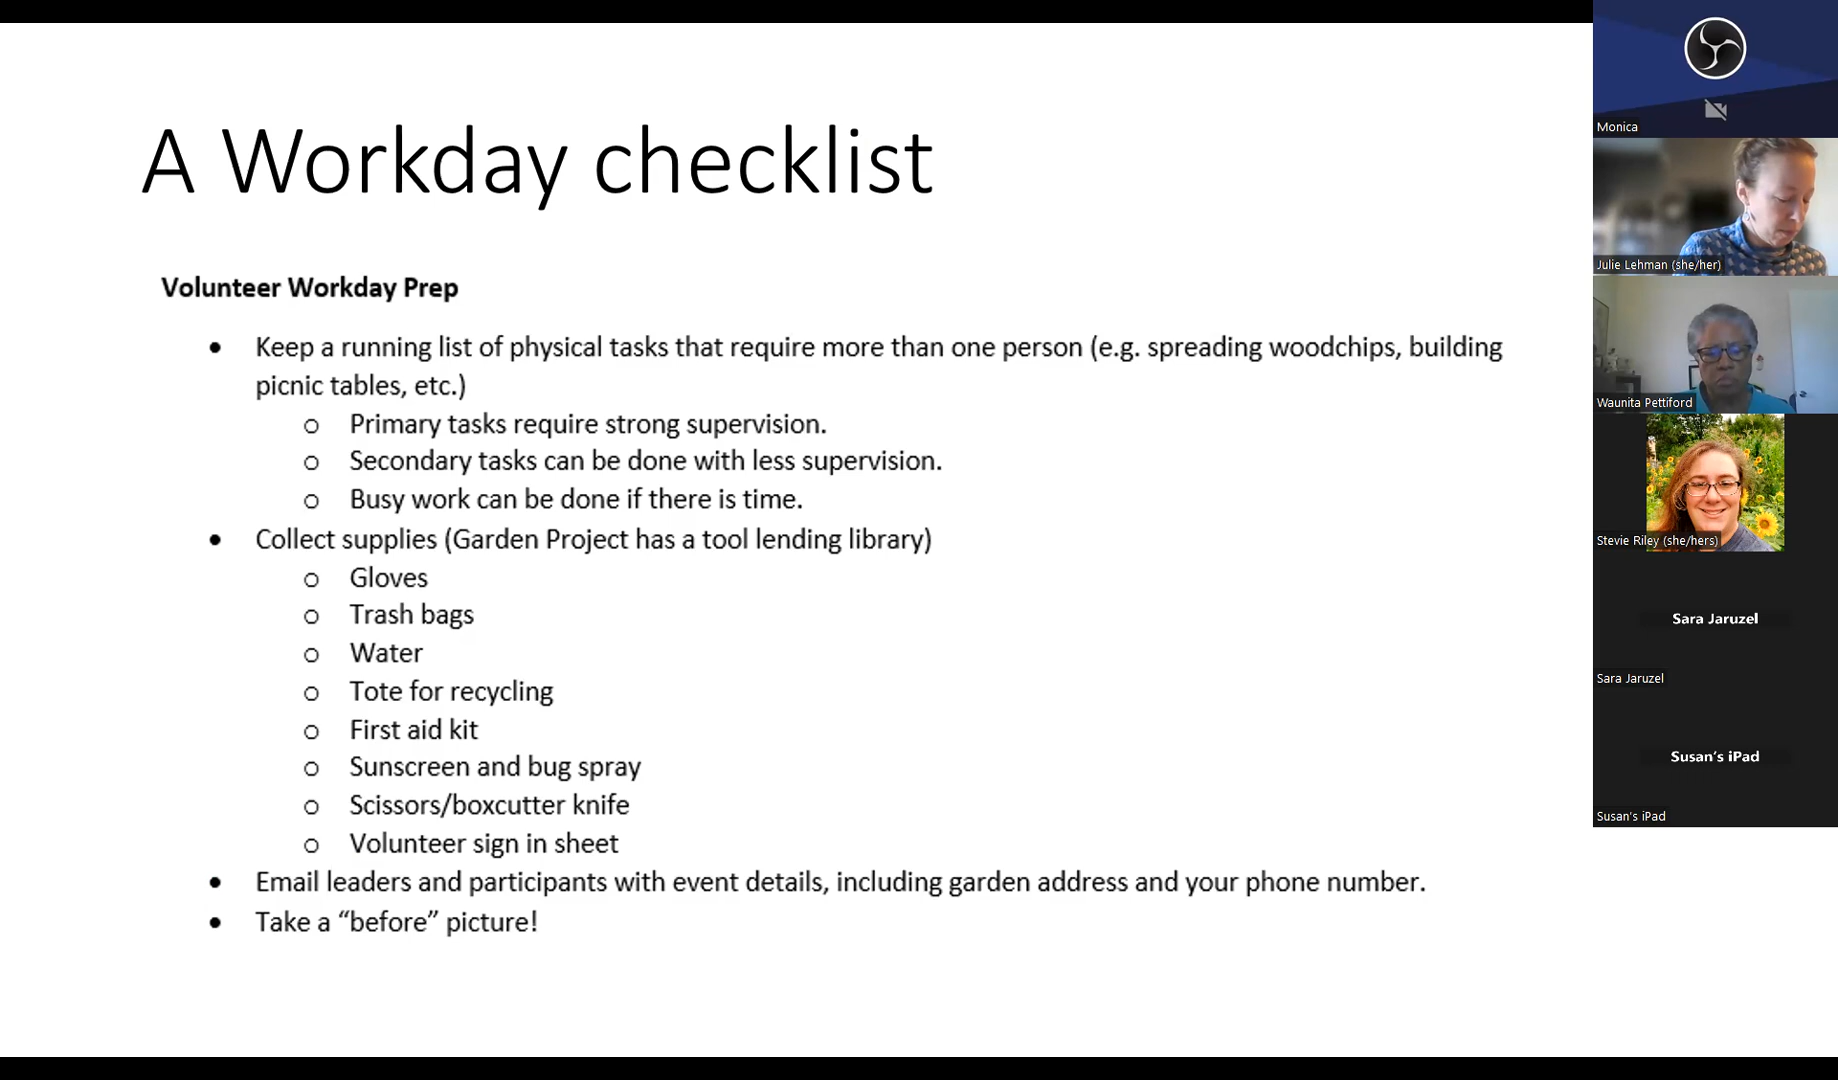 A Workday checklist
Volunteer Workday Prep
• Keep a running list of physical tasks that require more than one person (e.g. spreading woodchips, building
picnic tables, etc.)
o Primary tasks require strong supervision.
o Secondary tasks can be done with less supervision.
o Busy work can be done if there is time.
• Collect supplies (Garden Project has a tool lending library)
o Gloves
o Trash bags
o Water
o Tote for recycling
o First aid kit
o Sunscreen and bug spray
o Scissors/boxcutter knife
o Volunteer sign in sheet
• Email leaders and participants with event details, including garden address and your phone number.
• Take a “before” picture!
Monica
Julie Lehman (she/her)
Waunita Pettiford
Stevie Riley (she/hers)
Sara Jaruzel
Sara Jaruzel
Susan’s iPad
Susan's iPad